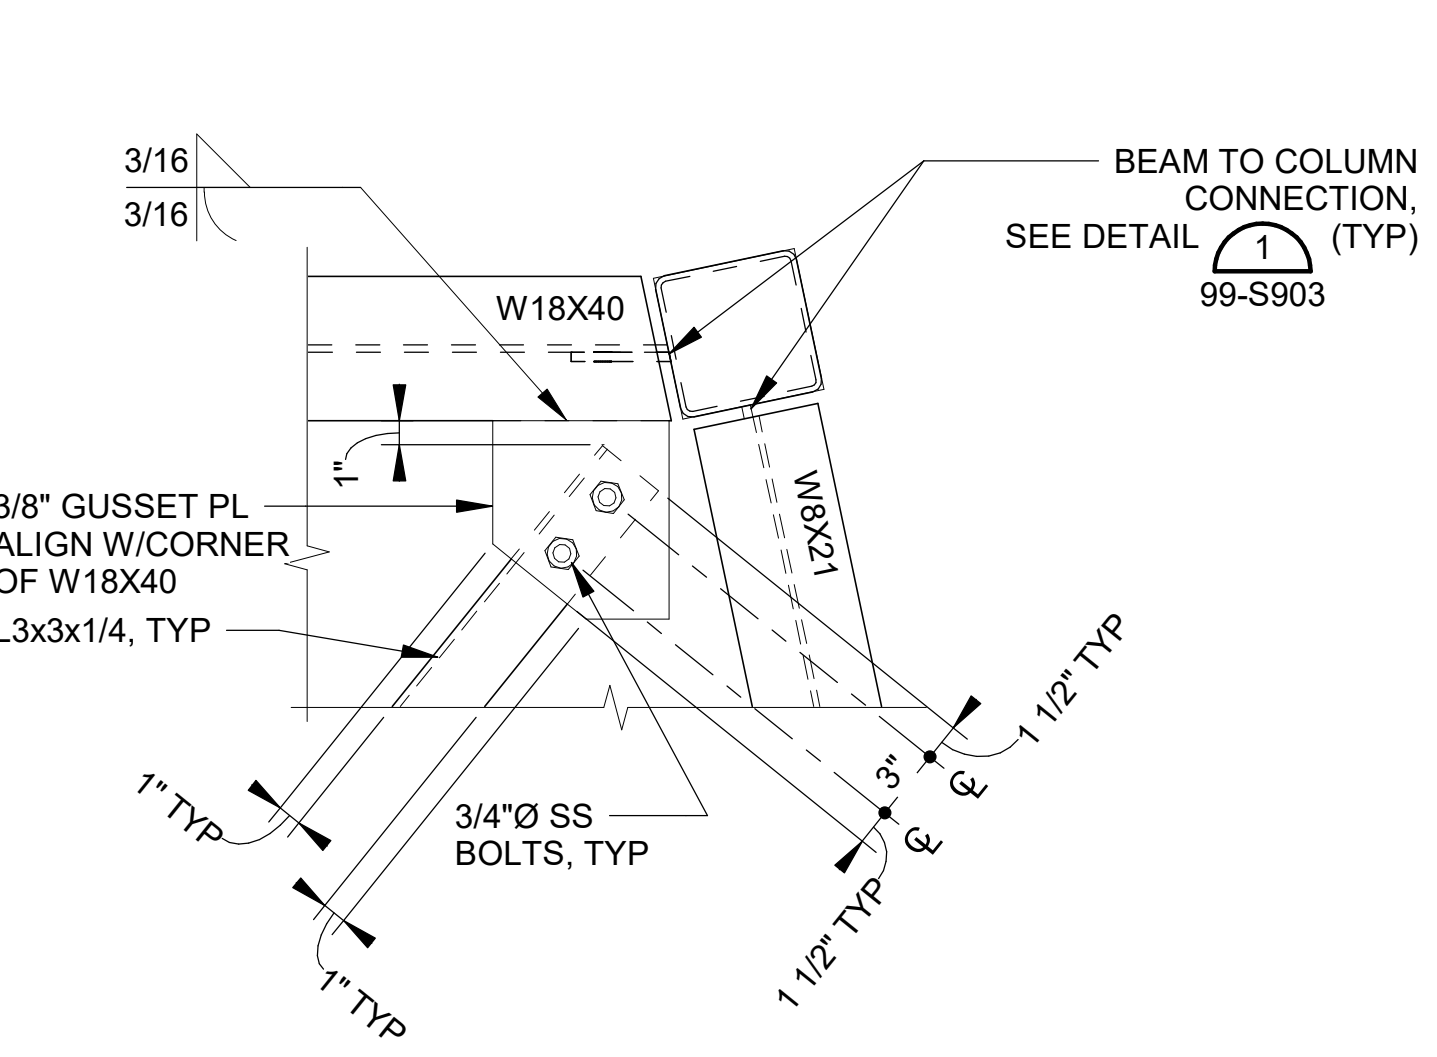 3/16
3/16
BEAM TO COLUMN
CONNECTION,
SEE DETAIL 1 (TYP)
99-S903
W18X40
1"
3/8" GUSSET PL
ALIGN W/CORNER
OF W18X40
L3x3x1/4, TYP
W8X21
1 1/2" TYP
3"
℄
℄
1" TYP
3/4"Ø SS
BOLTS, TYP
1 1/2" TYP
1" TYP